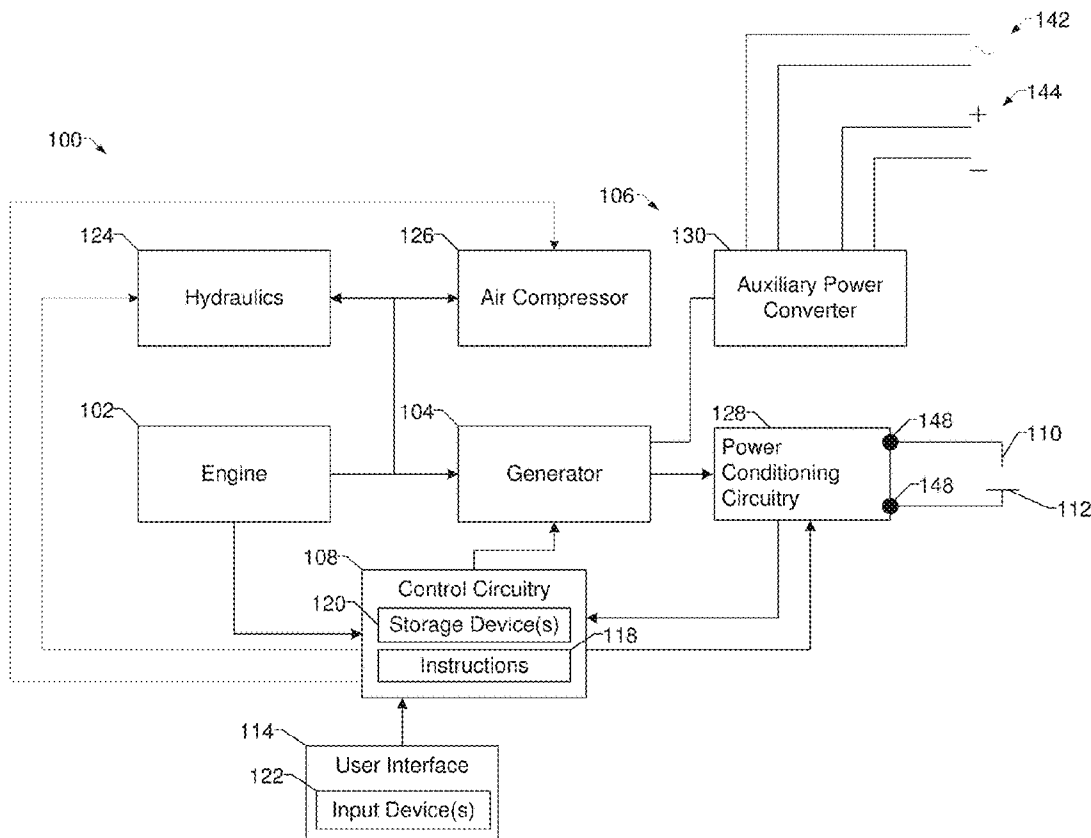 142
144
+
−
100
106
124
126
130
Hydraulics
Air Compressor
Auxiliary Power
Converter
102
104
128
148
110
Engine
Generator
Power
Conditioning
Circuitry
148
112
108
Control Circuitry
120
Storage Device(s)
118
Instructions
114
User Interface
122
Input Device(s)